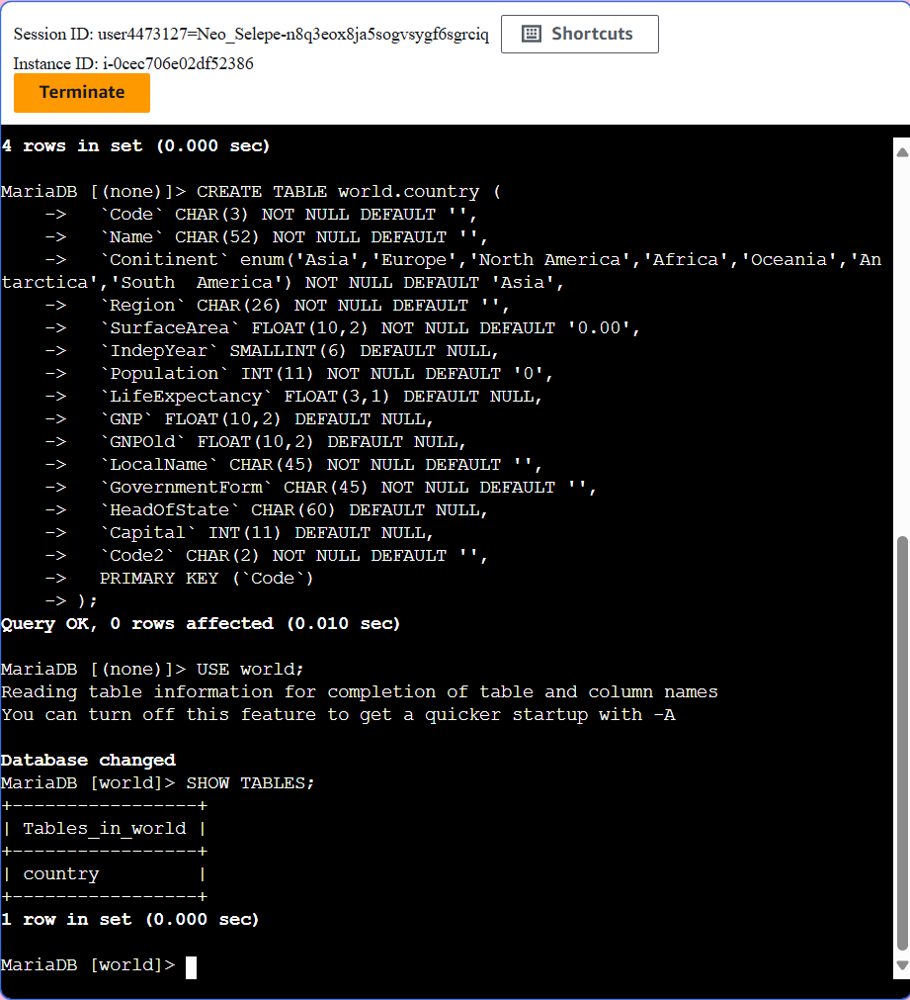 Session ID: user4473127=Neo_Selepe-n8q3eox8ja5sogvsygf6sgrciq
Shortcuts
Instance ID: i-0cec706e02df52386
Terminate
4 rows in set (0.000 sec)
MariaDB [(none)]> CREATE TABLE world.country (
    ->   `Code` CHAR(3) NOT NULL DEFAULT '',
    ->   `Name` CHAR(52) NOT NULL DEFAULT '',
    ->   `Conitinent` enum('Asia','Europe','North America','Africa','Oceania','An
tarctica','South  America') NOT NULL DEFAULT 'Asia',
    ->   `Region` CHAR(26) NOT NULL DEFAULT '',
    ->   `SurfaceArea` FLOAT(10,2) NOT NULL DEFAULT '0.00',
    ->   `IndepYear` SMALLINT(6) DEFAULT NULL,
    ->   `Population` INT(11) NOT NULL DEFAULT '0',
    ->   `LifeExpectancy` FLOAT(3,1) DEFAULT NULL,
    ->   `GNP` FLOAT(10,2) DEFAULT NULL,
    ->   `GNPOld` FLOAT(10,2) DEFAULT NULL,
    ->   `LocalName` CHAR(45) NOT NULL DEFAULT '',
    ->   `GovernmentForm` CHAR(45) NOT NULL DEFAULT '',
    ->   `HeadOfState` CHAR(60) DEFAULT NULL,
    ->   `Capital` INT(11) DEFAULT NULL,
    ->   `Code2` CHAR(2) NOT NULL DEFAULT '',
    ->   PRIMARY KEY (`Code`)
    -> );
Query OK, 0 rows affected (0.010 sec)
MariaDB [(none)]> USE world;
Reading table information for completion of table and column names
You can turn off this feature to get a quicker startup with -A
Database changed
MariaDB [world]> SHOW TABLES;
+-----------------+
| Tables_in_world |
+-----------------+
| country         |
+-----------------+
1 row in set (0.000 sec)
MariaDB [world]>